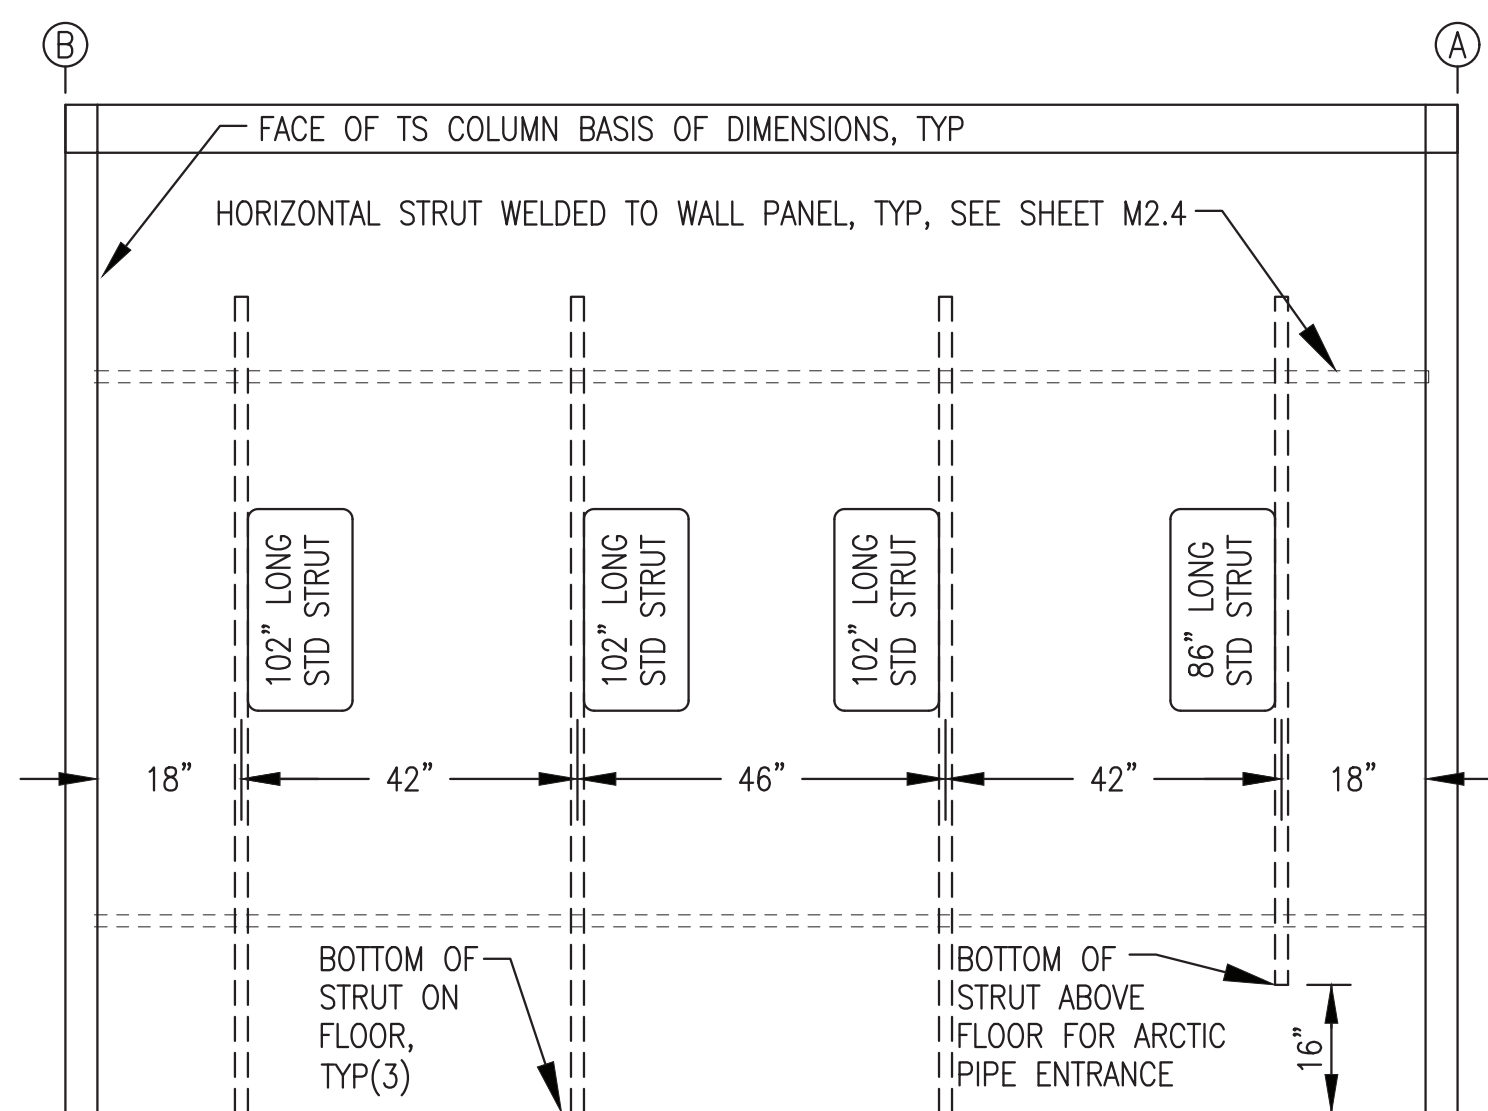 B
A
FACE OF TS COLUMN BASIS OF DIMENSIONS, TYP
HORIZONTAL STRUT WELDED TO WALL PANEL, TYP, SEE SHEET M2.4
102” LONG
STD STRUT
102” LONG
STD STRUT
102” LONG
STD STRUT
86” LONG
STD STRUT
18”
42”
46”
42”
18”
BOTTOM OF
STRUT ON
FLOOR,
TYP(3)
BOTTOM OF
STRUT ABOVE
FLOOR FOR ARCTIC
PIPE ENTRANCE
16”